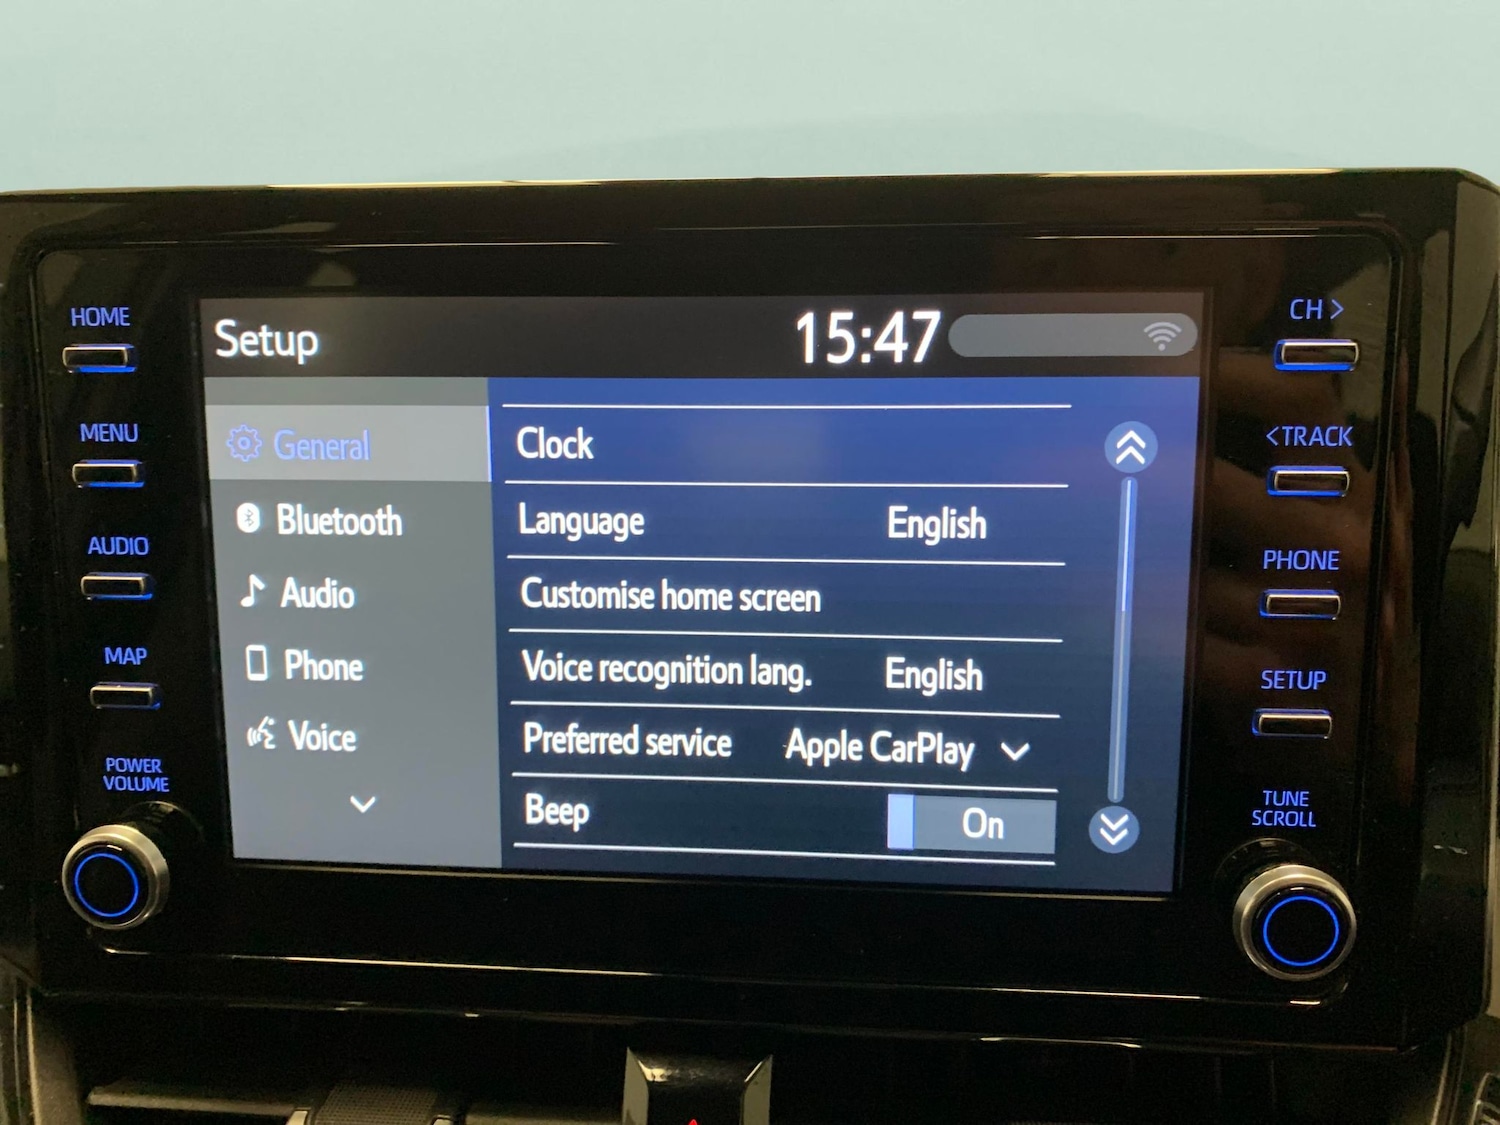 HOME
MENU
AUDIO
MAP
POWER
VOLUME
Setup 15:47
General
Bluetooth
Audio
Phone
Voice
Clock
Language English
Customise home screen
Voice recognition lang. English
Preferred service Apple CarPlay
Beep On
CH >
<TRACK
PHONE
SETUP
TUNE
SCROLL